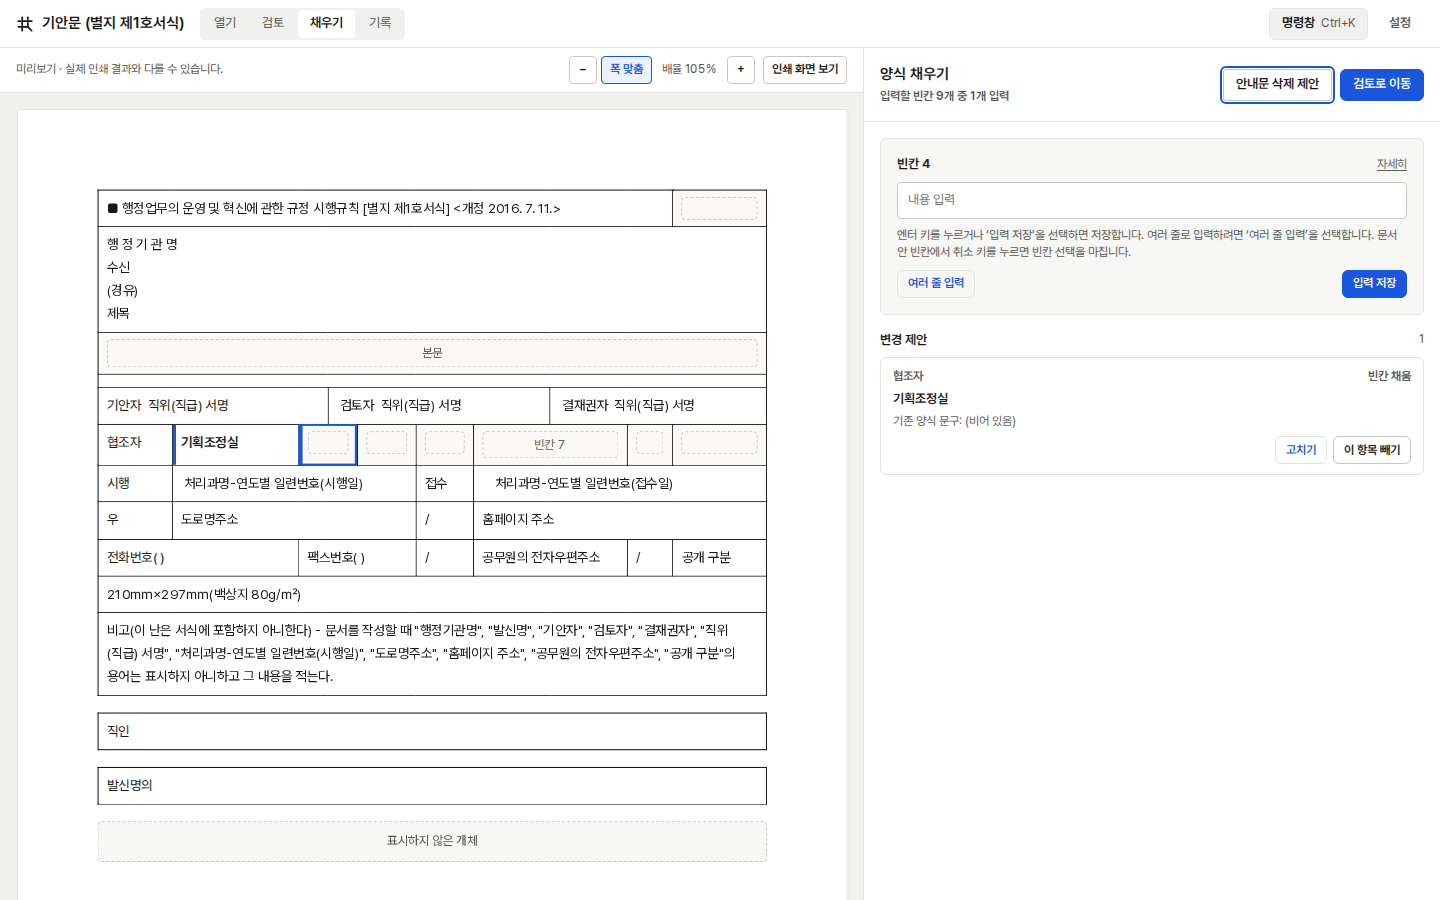 기안문 (별지 제1호서식)
열기
검토
채우기
기록
명령창 Ctrl+K
설정
미리보기 · 실제 인쇄 결과와 다를 수 있습니다.
−
폭 맞춤
배율 105%
+
인쇄 화면 보기
양식 채우기
입력할 빈칸 9개 중 1개 입력
안내문 삭제 제안
검토로 이동
■ 행정업무의 운영 및 혁신에 관한 규정 시행규칙 [별지 제1호서식] <개정 2016. 7. 11.>
행 정 기 관 명
수신
(경유)
제목
본문
기안자 직위(직급) 서명
검토자 직위(직급) 서명
결재권자 직위(직급) 서명
협조자
기획조정실
빈칸 7
시행
처리과명-연도별 일련번호(시행일)
접수
처리과명-연도별 일련번호(접수일)
우
도로명주소
/
홈페이지 주소
전화번호( )
팩스번호( )
/
공무원의 전자우편주소
/
공개 구분
210mm×297mm(백상지 80g/m²)
비고(이 난은 서식에 포함하지 아니한다) - 문서를 작성할 때 "행정기관명", "발신명", "기안자", "검토자", "결재권자", "직위
(직급) 서명", "처리과명-연도별 일련번호(시행일)", "도로명주소", "홈페이지 주소", "공무원의 전자우편주소", "공개 구분"의
용어는 표시하지 아니하고 그 내용을 적는다.
직인
발신명의
표시하지 않은 개체
빈칸 4
자세히
내용 입력
엔터 키를 누르거나 '입력 저장'을 선택하면 저장합니다. 여러 줄로 입력하려면 '여러 줄 입력'을 선택합니다. 문서
안 빈칸에서 취소 키를 누르면 빈칸 선택을 마칩니다.
여러 줄 입력
입력 저장
변경 제안
1
협조자
빈칸 채움
기획조정실
기존 양식 문구: (비어 있음)
고치기
이 항목 빼기